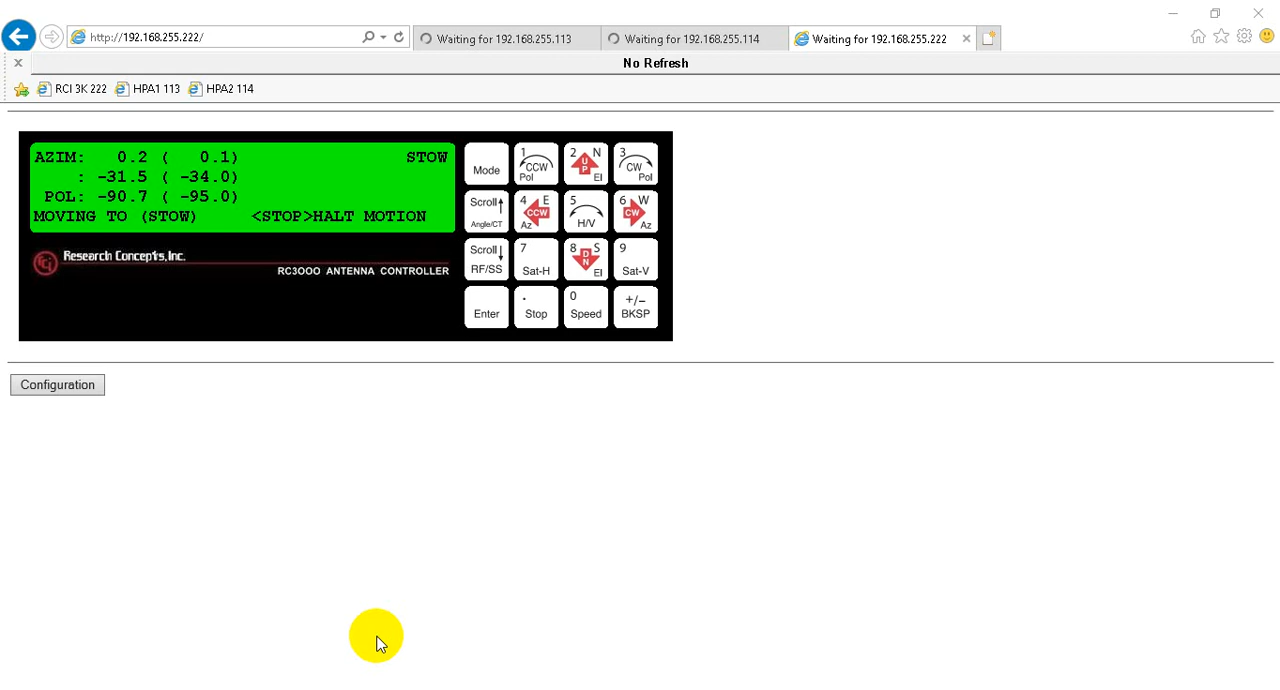 http://192.168.255.222/
Waiting for 192.168.255.113
Waiting for 192.168.255.114
Waiting for 192.168.255.222
No Refresh
RCI 3K 222
HPA1 113
HPA2 114
AZIM: 0.2 ( 0.1) STOW
: -31.5 ( -34.0)
POL: -90.7 ( -95.0)
MOVING TO (STOW) <STOP>HALT MOTION
rci
Research Concepts, Inc.
RC3000 ANTENNA CONTROLLER
Mode
1 CCW Pol
2 N UP El
3 CW Pol
Scroll Angle/CT
4 E CCW Az
5 H/V
6 W CW Az
Scroll RF/SS
7 Sat-H
8 S DN El
9 Sat-V
Enter
. Stop
0 Speed
+/- BKSP
Configuration